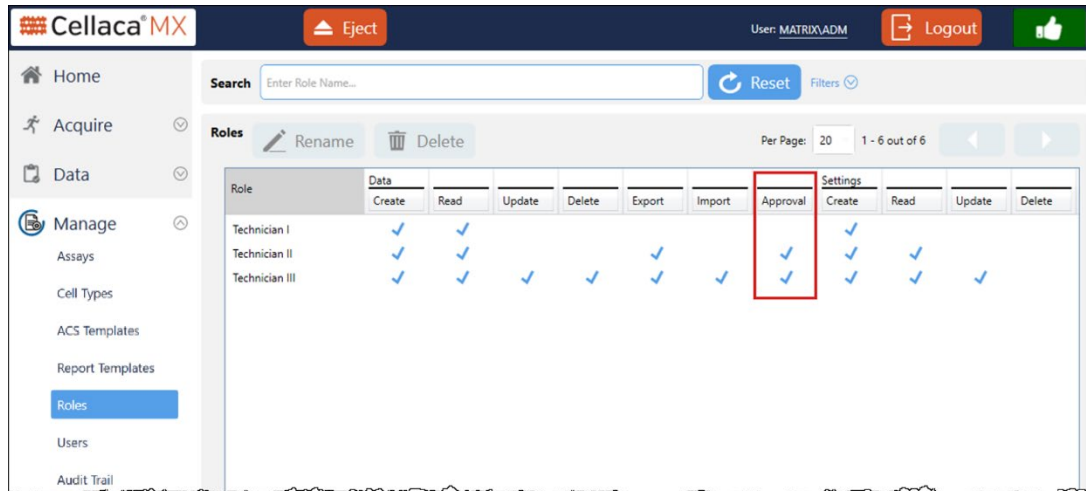 Cellaca® MX
Eject
User: MATRIX\ADM
Logout
Home
Acquire
Data
Manage
Assays
Cell Types
ACS Templates
Report Templates
Roles
Users
Audit Trail
Search Enter Role Name... Reset Filters
Roles Rename Delete Per Page: 20 1 - 6 out of 6
Role Data Settings
Create Read Update Delete Export Import Approval Create Read Update Delete
Technician I
Technician II
Technician III